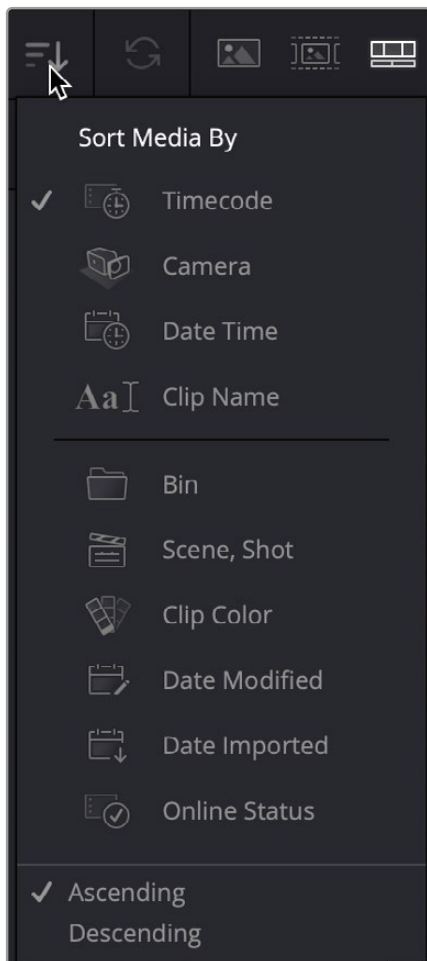 Sort Media By
Timecode
Camera
Date Time
Aa Clip Name
Bin
Scene, Shot
Clip Color
Date Modified
Date Imported
Online Status
Ascending
Descending